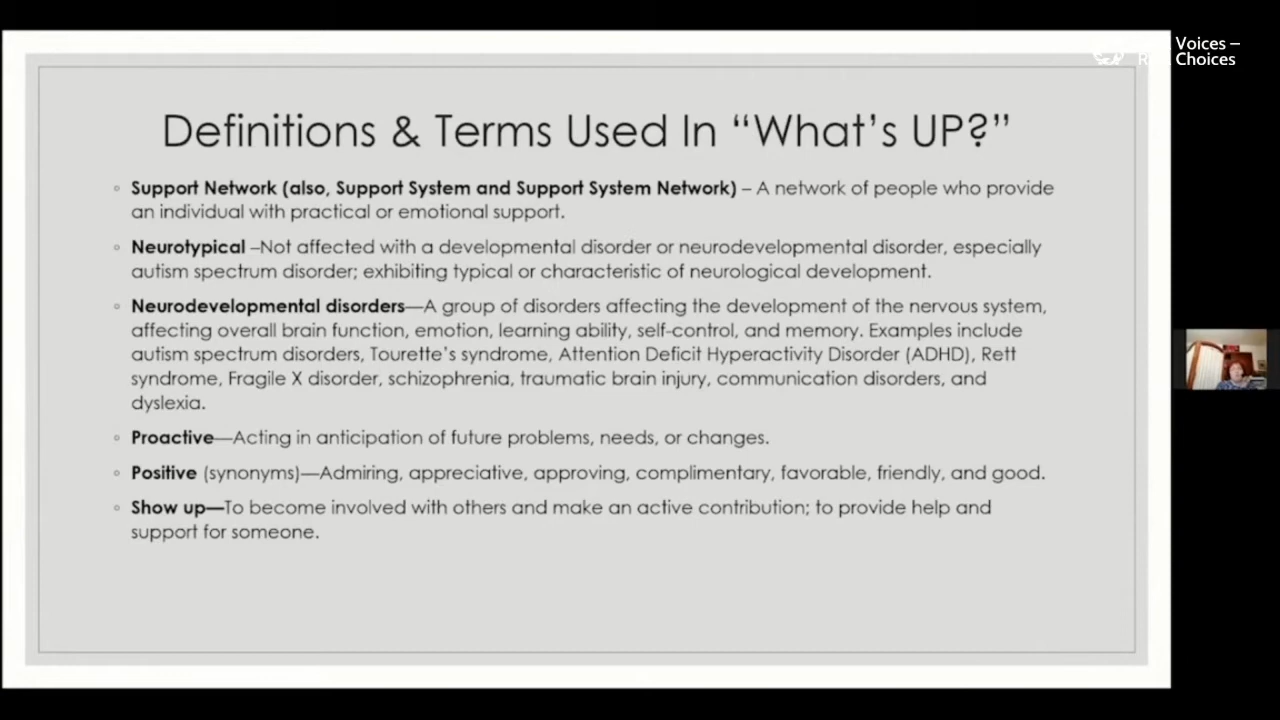 Voices –
Choices
Definitions & Terms Used In “What’s UP?”
◦ Support Network (also, Support System and Support System Network) – A network of people who provide
an individual with practical or emotional support.
◦ Neurotypical –Not affected with a developmental disorder or neurodevelopmental disorder, especially
autism spectrum disorder; exhibiting typical or characteristic of neurological development.
◦ Neurodevelopmental disorders—A group of disorders affecting the development of the nervous system,
affecting overall brain function, emotion, learning ability, self-control, and memory. Examples include
autism spectrum disorders, Tourette’s syndrome, Attention Deficit Hyperactivity Disorder (ADHD), Rett
syndrome, Fragile X disorder, schizophrenia, traumatic brain injury, communication disorders, and
dyslexia.
◦ Proactive—Acting in anticipation of future problems, needs, or changes.
◦ Positive (synonyms)—Admiring, appreciative, approving, complimentary, favorable, friendly, and good.
◦ Show up—To become involved with others and make an active contribution; to provide help and
support for someone.